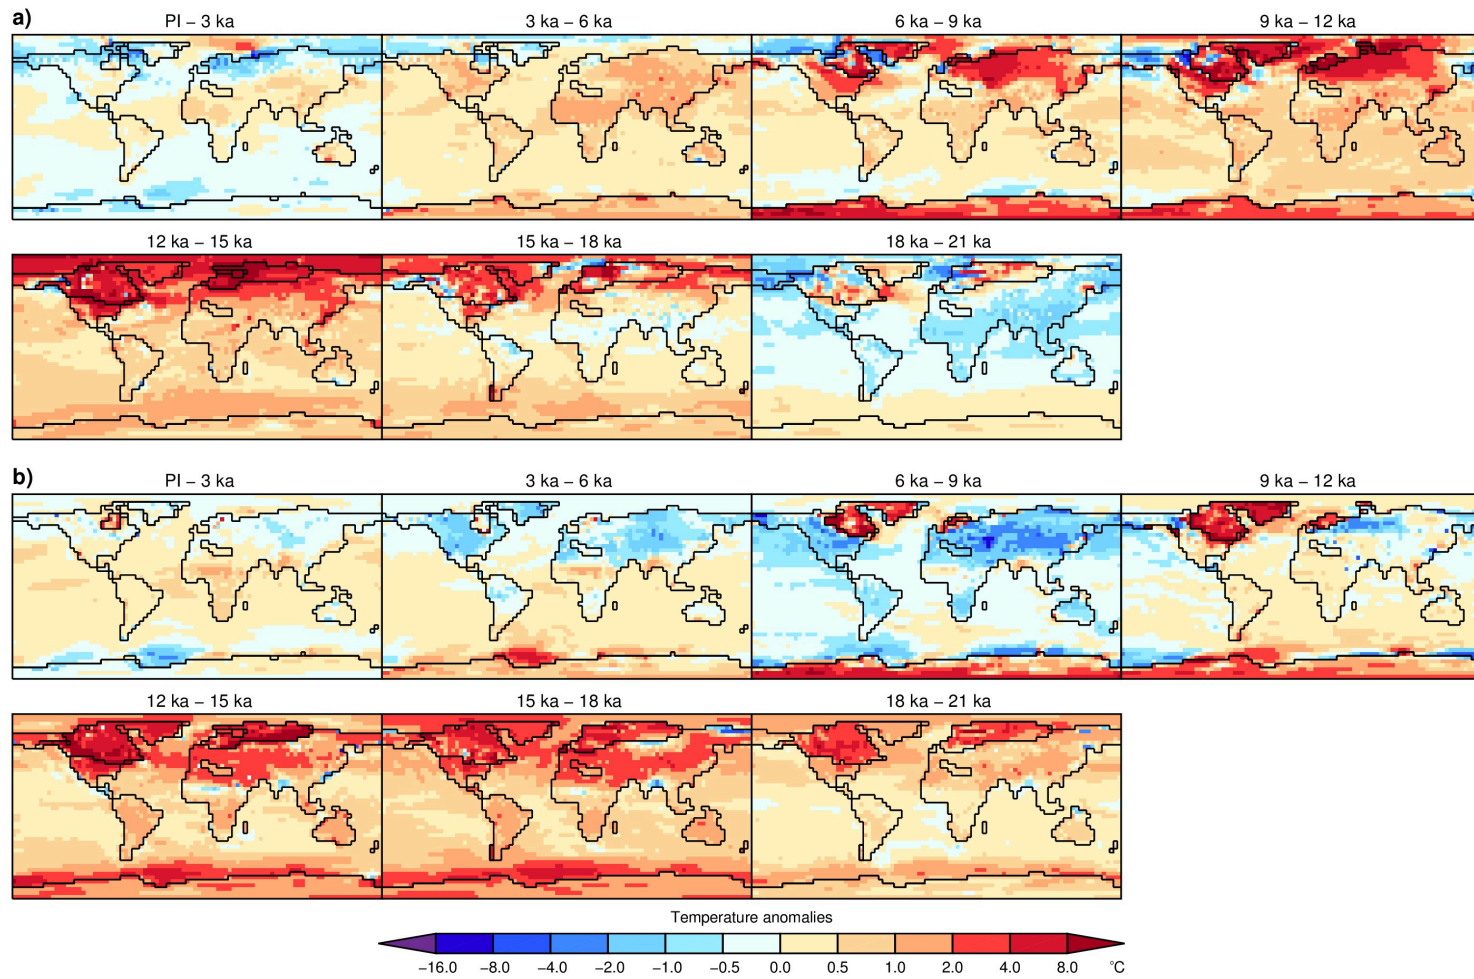 a)
PI – 3 ka
3 ka – 6 ka
6 ka – 9 ka
9 ka – 12 ka
12 ka – 15 ka
15 ka – 18 ka
18 ka – 21 ka
b)
PI – 3 ka
3 ka – 6 ka
6 ka – 9 ka
9 ka – 12 ka
12 ka – 15 ka
15 ka – 18 ka
18 ka – 21 ka
Temperature anomalies
−16.0 −8.0 −4.0 −2.0 −1.0 −0.5 0.0 0.5 1.0 2.0 4.0 8.0 °C